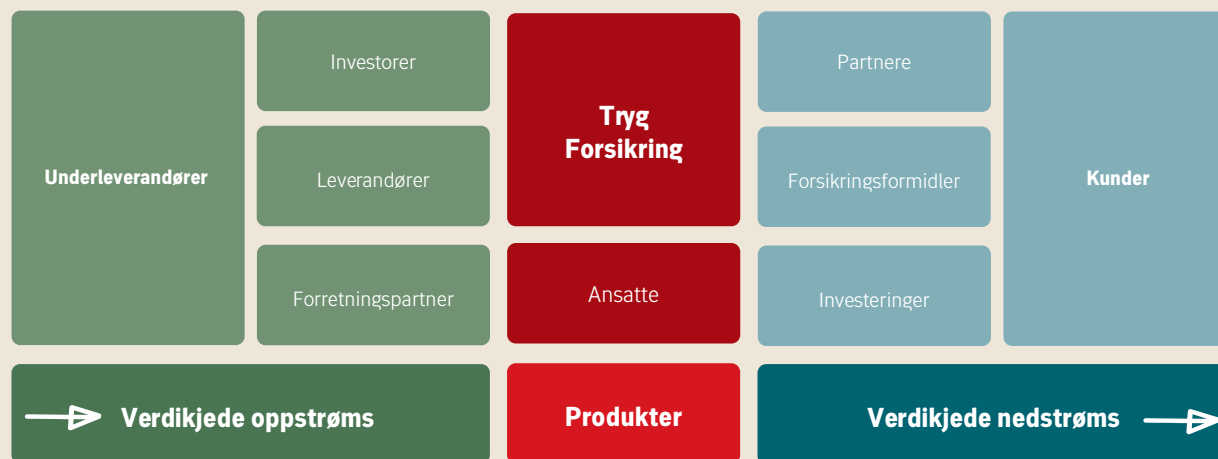 Underleverandører
Investorer
Leverandører
Forretningspartner
Tryg
Forsikring
Ansatte
Partnere
Forsikringsformidler
Investeringer
Kunder
Verdikjede oppstrøms
Produkter
Verdikjede nedstrøms